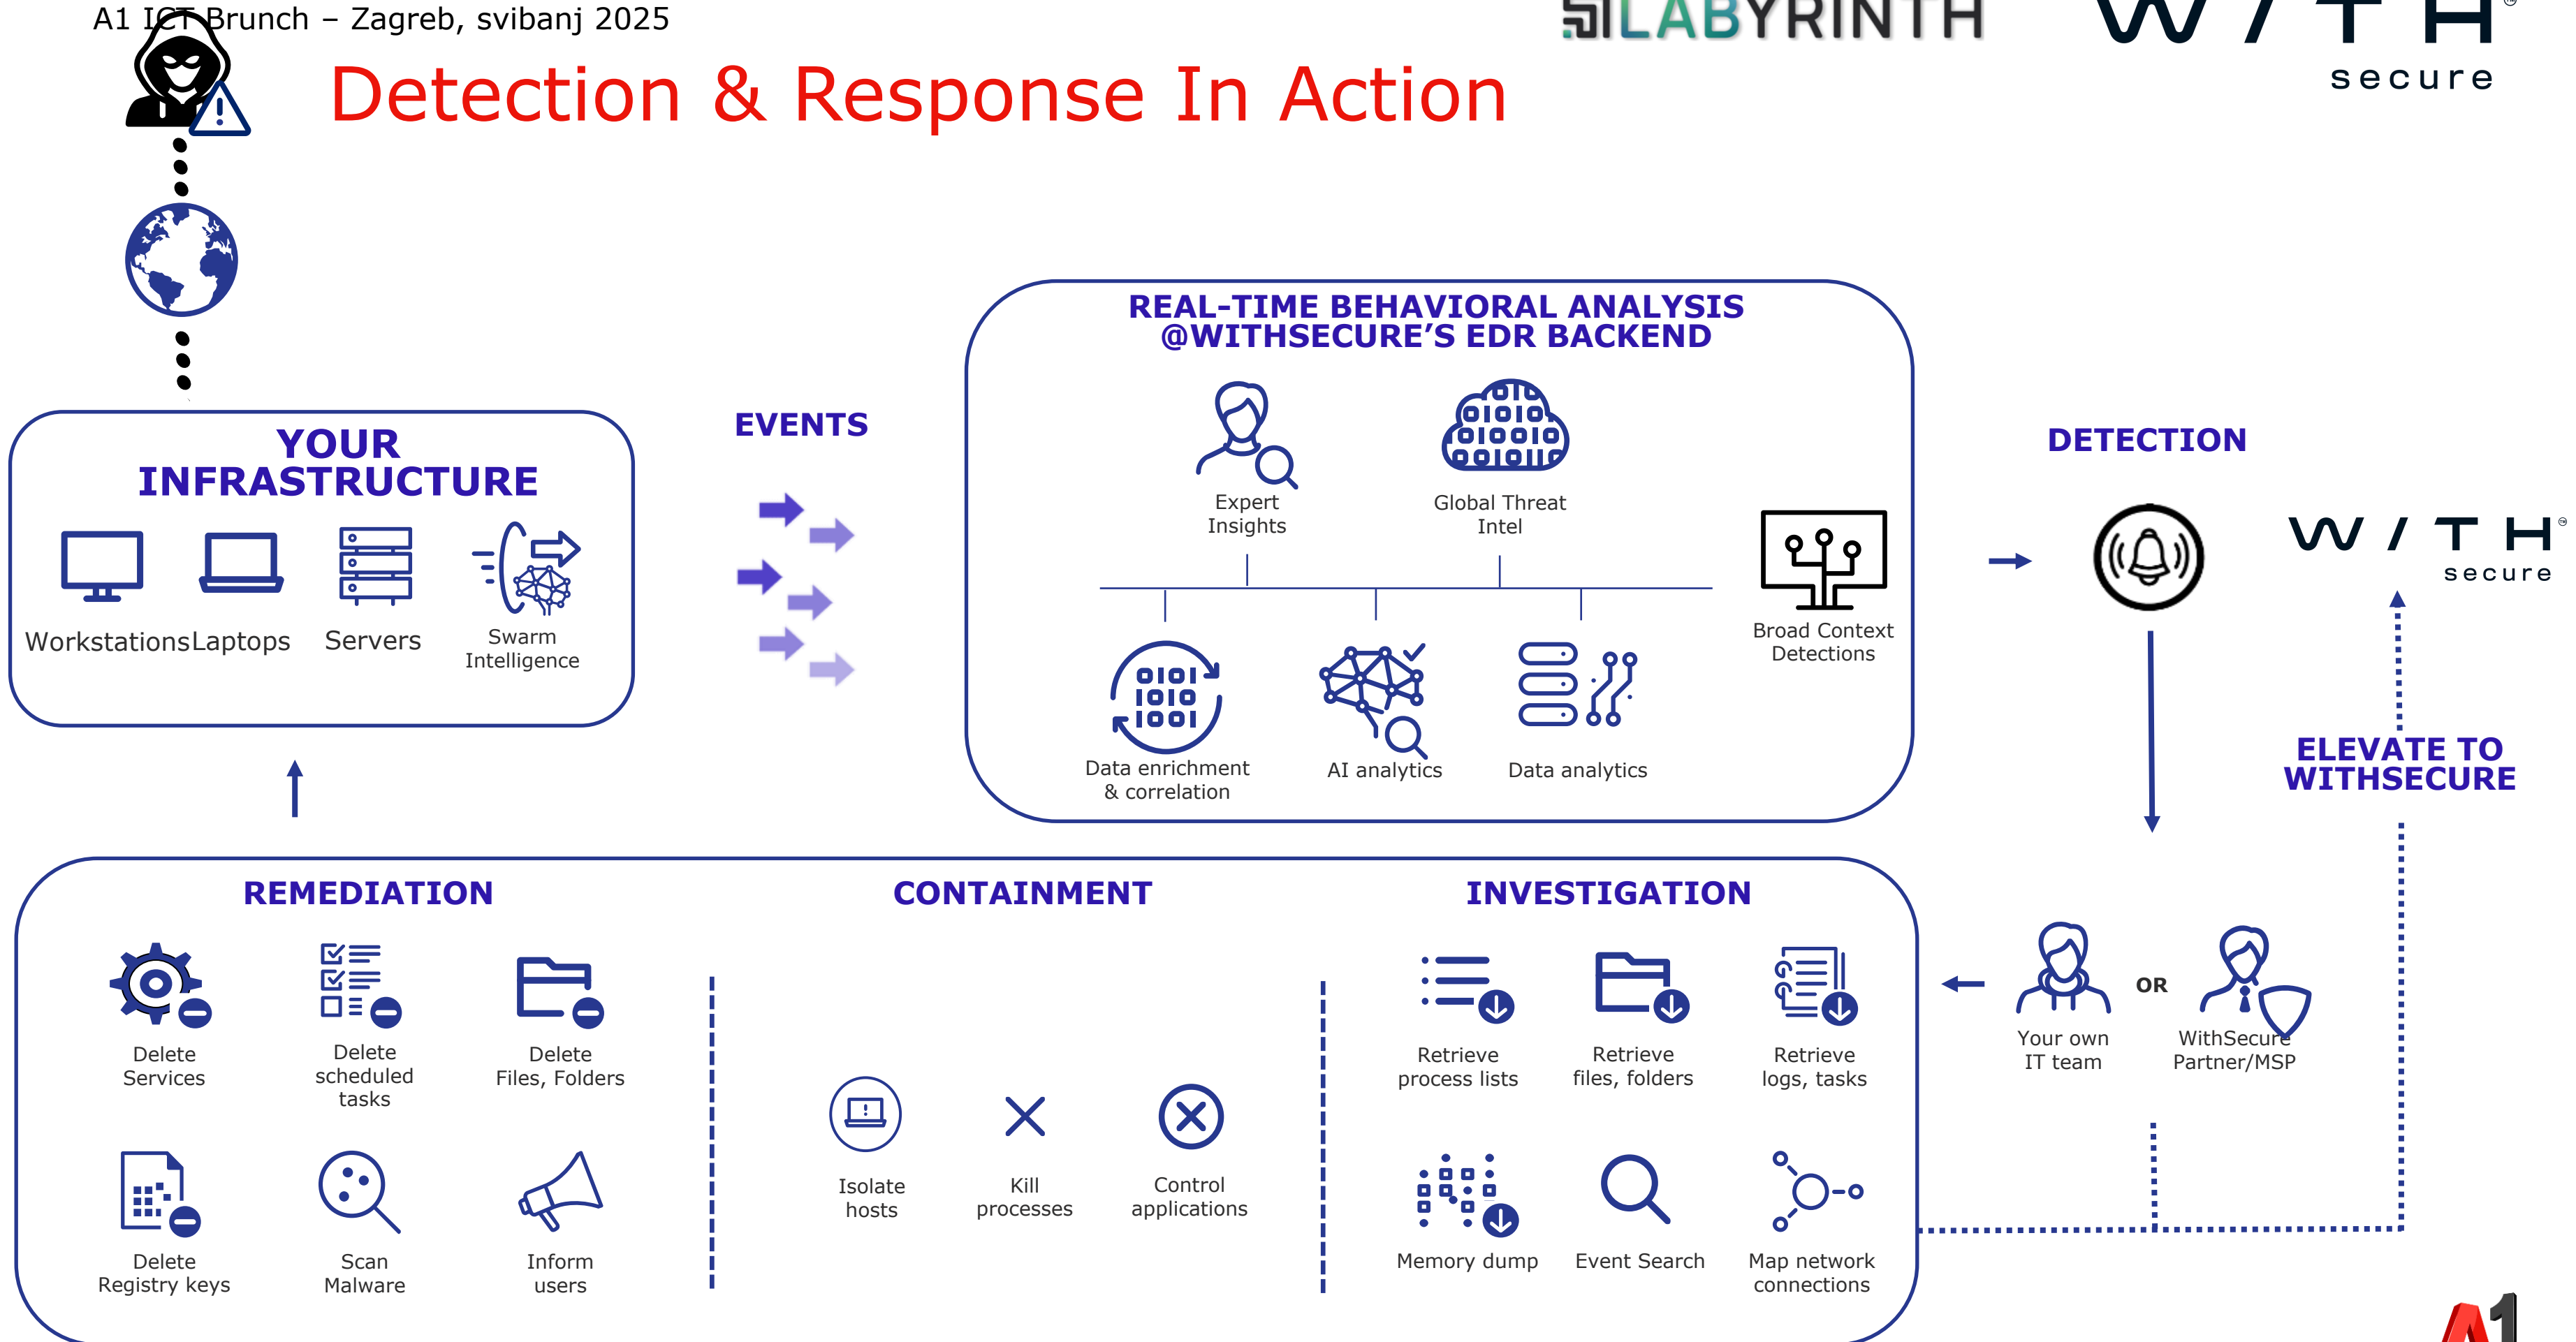 A1 ICT Brunch – Zagreb, svibanj 2025
LABYRINTH
WITH
secure
Detection & Response In Action
REAL-TIME BEHAVIORAL ANALYSIS
@WITHSECURE’S EDR BACKEND
YOUR
INFRASTRUCTURE
Workstations
Laptops
Servers
Swarm
Intelligence
EVENTS
Expert
Insights
Global Threat
Intel
Data enrichment
& correlation
AI analytics
Data analytics
Broad Context
Detections
DETECTION
WITH
secure
ELEVATE TO
WITHSECURE
REMEDIATION
Delete
Services
Delete
scheduled
tasks
Delete
Files, Folders
Delete
Registry keys
Scan
Malware
Inform
users
CONTAINMENT
Isolate
hosts
Kill
processes
Control
applications
INVESTIGATION
Retrieve
process lists
Retrieve
files, folders
Retrieve
logs, tasks
Memory dump
Event Search
Map network
connections
Your own
IT team
OR
WithSecure
Partner/MSP
A1